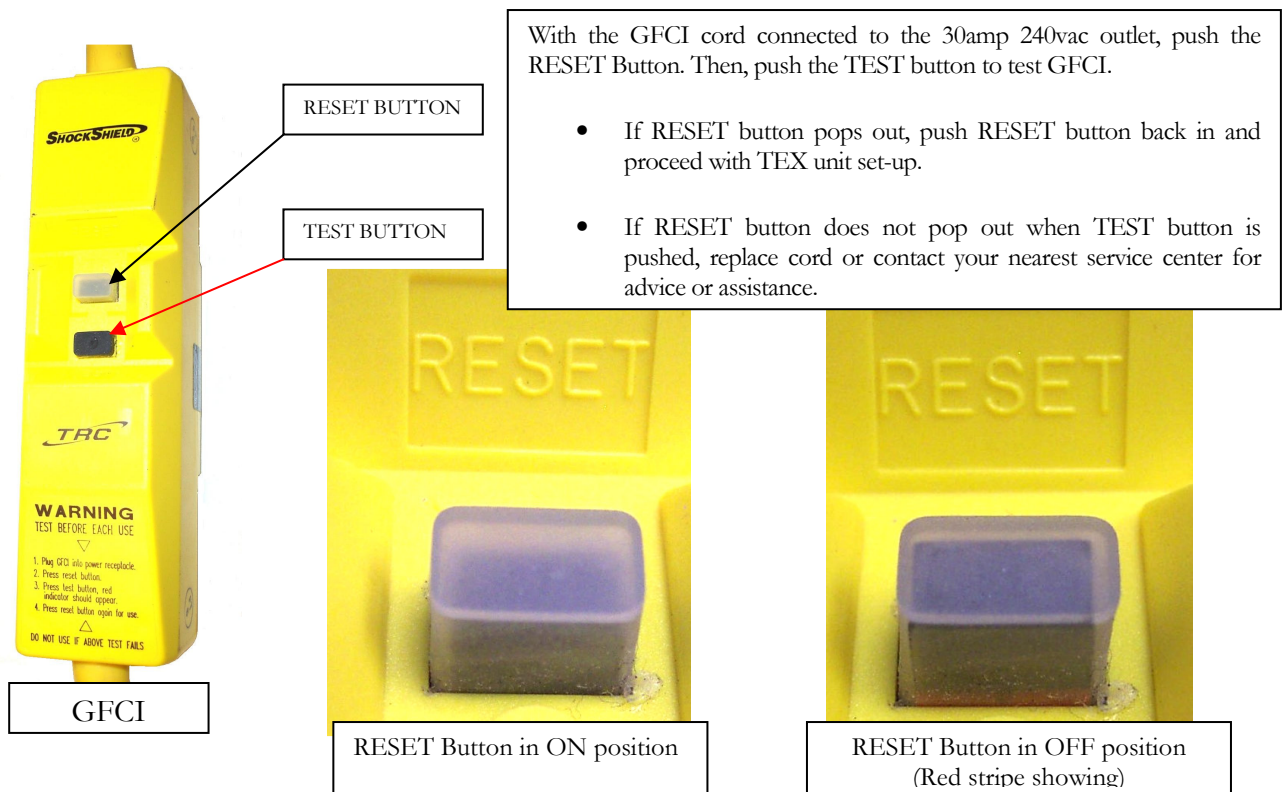 With the GFCI cord connected to the 30amp 240vac outlet, push the
RESET Button. Then, push the TEST button to test GFCI.
• If RESET button pops out, push RESET button back in and
proceed with TEX unit set-up.
• If RESET button does not pop out when TEST button is
pushed, replace cord or contact your nearest service center for
advice or assistance.
RESET BUTTON
TEST BUTTON
SHOCKSHIELD®
TRC
WARNING
TEST BEFORE EACH USE
1. Plug GFCI into power receptacle.
2. Press reset button.
3. Press test button, red
indicator should appear.
4. Press reset button again for use.
DO NOT USE IF ABOVE TEST FAILS
GFCI
RESET
RESET Button in ON position
RESET
RESET Button in OFF position
(Red stripe showing)